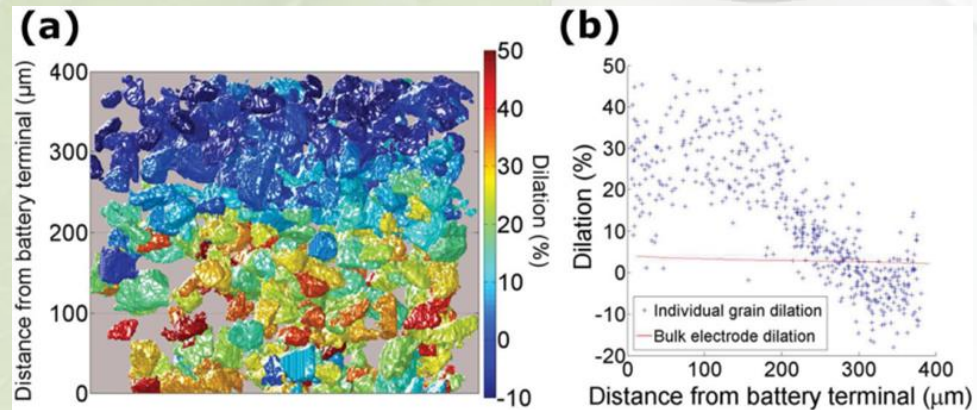 (a)
Distance from battery terminal (µm)
400
300
200
100
0
50
40
30
20
10
0
-10
Dilation (%)
(b)
Dilation (%)
50
40
30
20
10
0
-10
-20
Individual grain dilation
Bulk electrode dilation
0 100 200 300 400
Distance from battery terminal (µm)